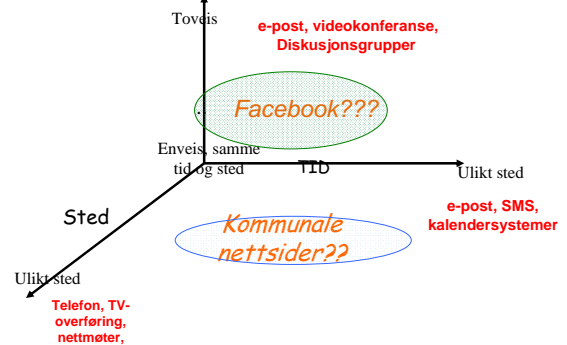 Toveis
e-post, videokonferanse,
Diskusjonsgrupper
Facebook???
Enveis, samme
tid og sted
TID
Ulikt sted
Sted
e-post, SMS,
kalendersystemer
Kommunale
nettsider??
Ulikt sted
Telefon, TV-
overføring,
nettmøter,